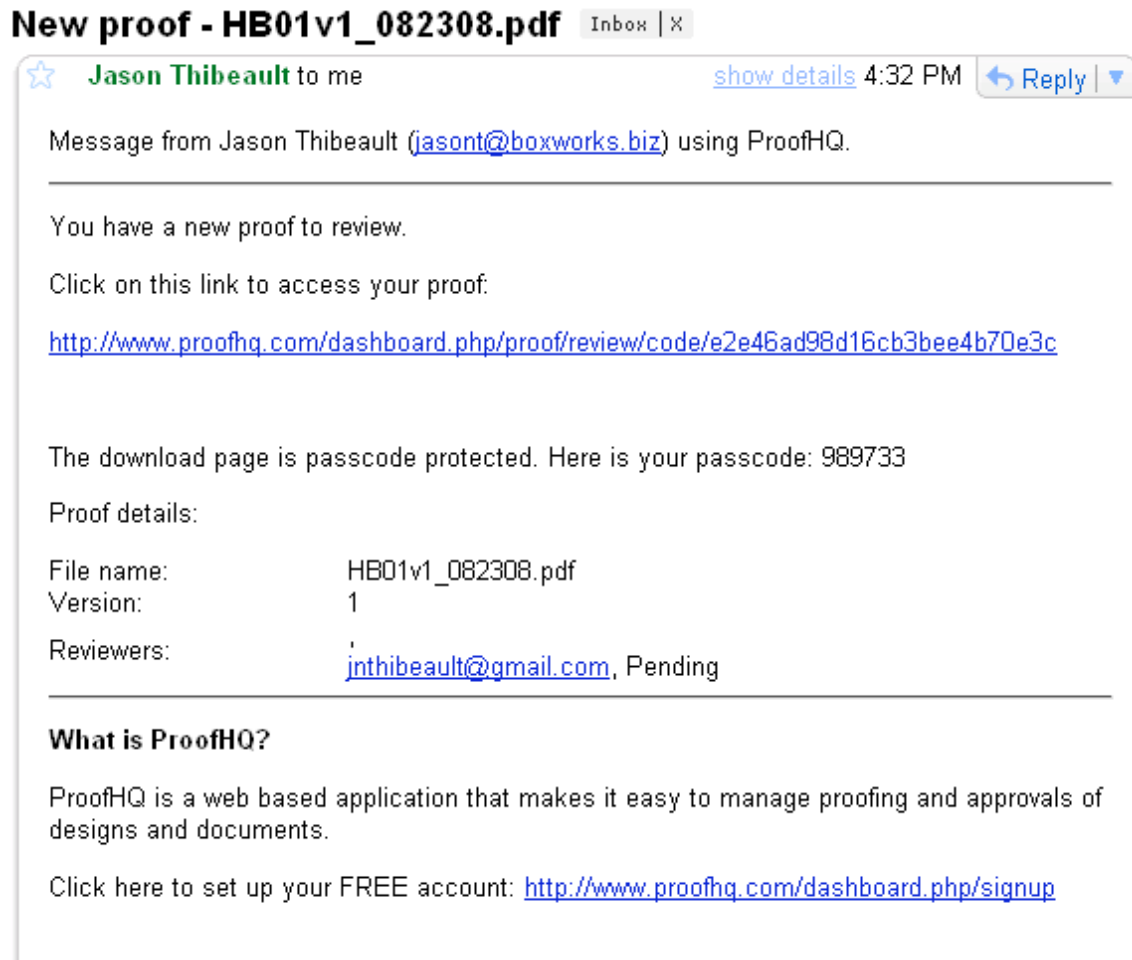 New proof - HB01v1_082308.pdf Inbox | X
Jason Thibeault to me show details 4:32 PM Reply
Message from Jason Thibeault (jasont@boxworks.biz) using ProofHQ.
You have a new proof to review.
Click on this link to access your proof:
http://www.proofhq.com/dashboard.php/proof/review/code/e2e46ad98d16cb3bee4b70e3c
The download page is passcode protected. Here is your passcode: 989733
Proof details:
File name: HB01v1_082308.pdf
Version: 1
Reviewers: ,
jnthibeault@gmail.com, Pending
What is ProofHQ?
ProofHQ is a web based application that makes it easy to manage proofing and approvals of
designs and documents.
Click here to set up your FREE account: http://www.proofhq.com/dashboard.php/signup